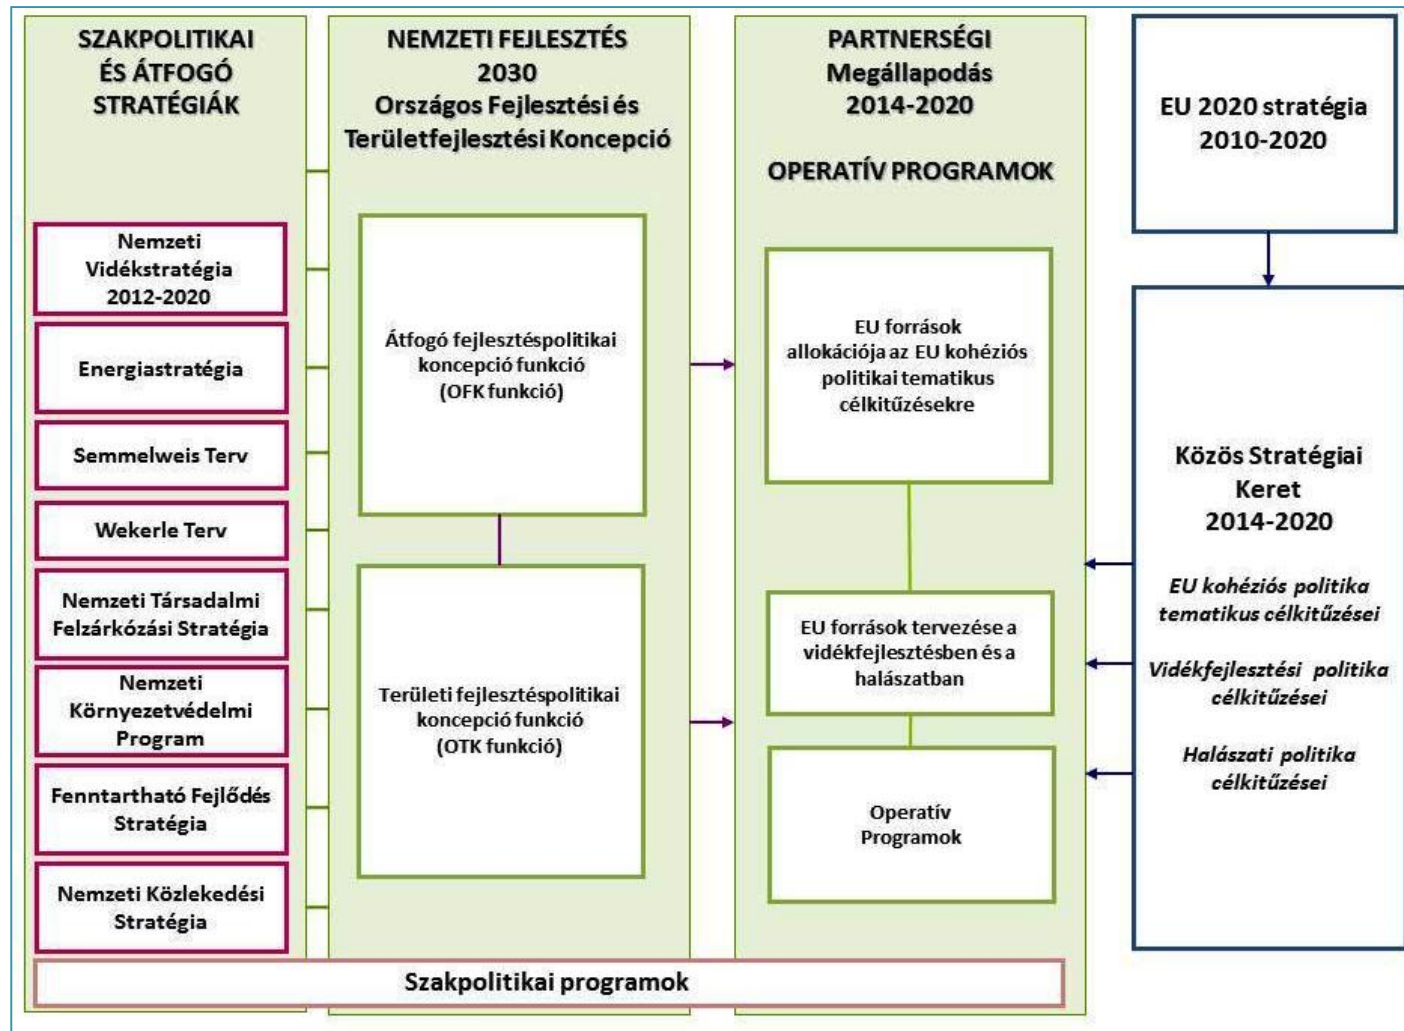 SZAKPOLITIKAI
ÉS ÁTFOGÓ
STRATÉGIÁK
Nemzeti
Vidékstratégia
2012-2020
Energiastratégia
Semmelweis Terv
Wekerle Terv
Nemzeti Társadalmi
Felzárkózási Stratégia
Nemzeti
Környezetvédelmi
Program
Fenntartható Fejlődés
Stratégia
Nemzeti Közlekedési
Stratégia
NEMZETI FEJLESZTÉS
2030
Országos Fejlesztési és
Területfejlesztési Koncepció
Átfogó fejlesztéspolitikai
koncepció funkció
(OFK funkció)
Területi fejlesztéspolitikai
koncepció funkció
(OTK funkció)
PARTNERSÉGI
Megállapodás
2014-2020
OPERATÍV PROGRAMOK
EU források
allokációja az EU kohéziós
politikai tematikus
célkitűzésekre
EU források tervezése a
vidékfejlesztésben és a
halászatban
Operatív
Programok
EU 2020 stratégia
2010-2020
Közös Stratégiai
Keret
2014-2020
EU kohéziós politika
tematikus célkitűzései
Vidékfejlesztési politika
célkitűzései
Halászati politika
célkitűzései
Szakpolitikai programok